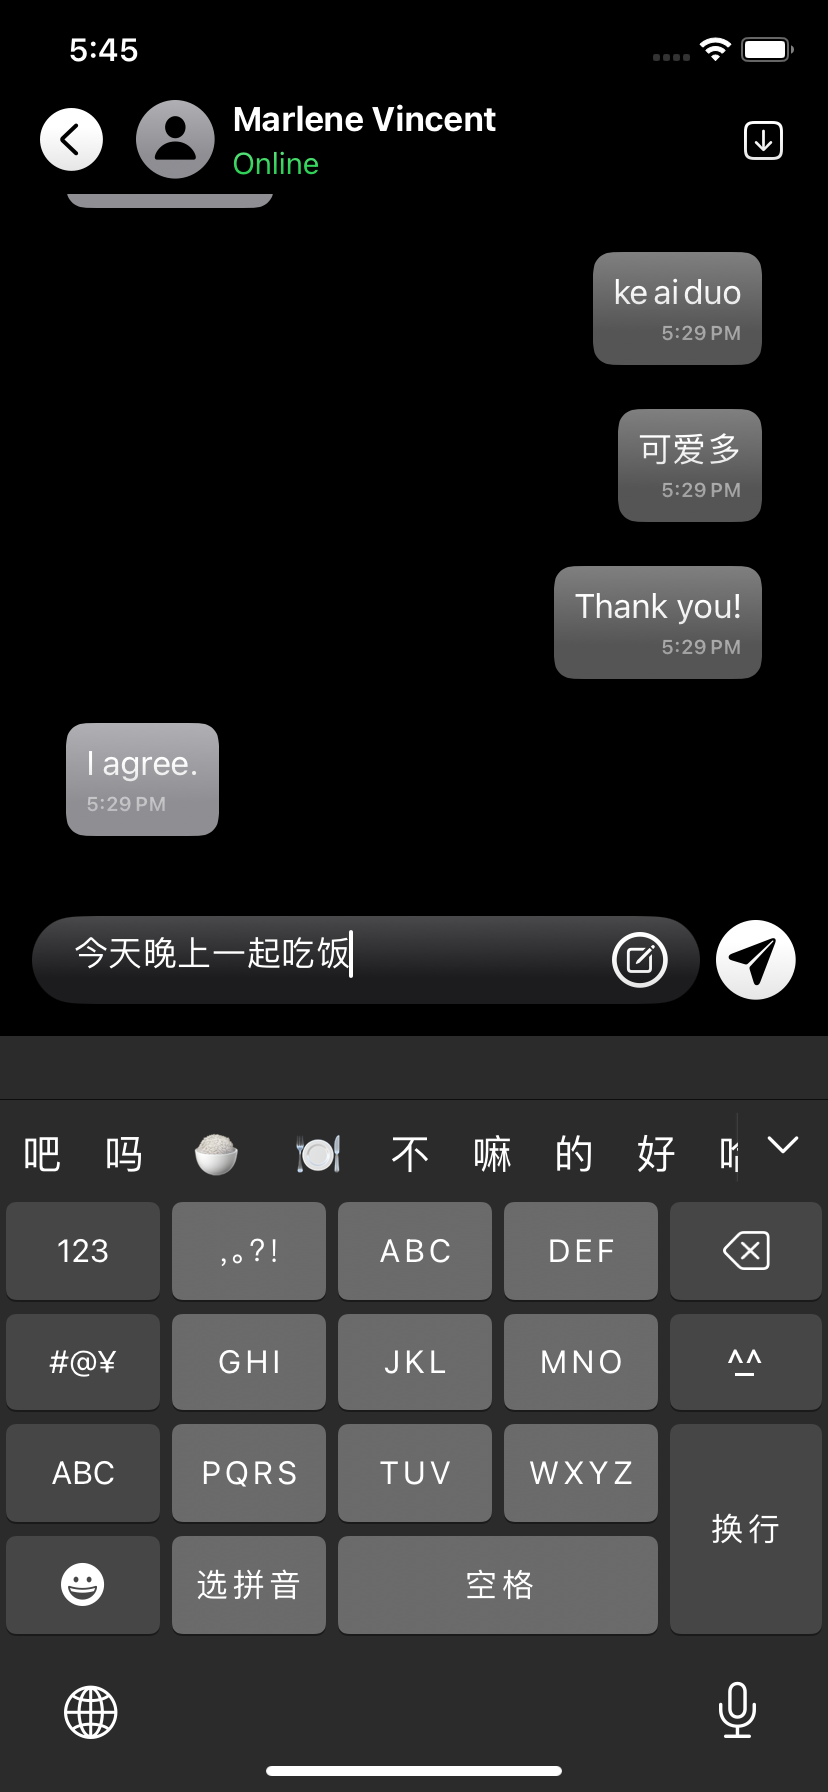 5:45
Marlene Vincent
Online
ke ai duo
5:29 PM
可爱多
5:29 PM
Thank you!
5:29 PM
I agree.
5:29 PM
今天晚上一起吃饭
吧 吗 不 嘛 的 好
123 ,。?! ABC DEF
#@¥ GHI JKL MNO ^^
ABC PQRS TUV WXYZ
换行
选拼音 空格